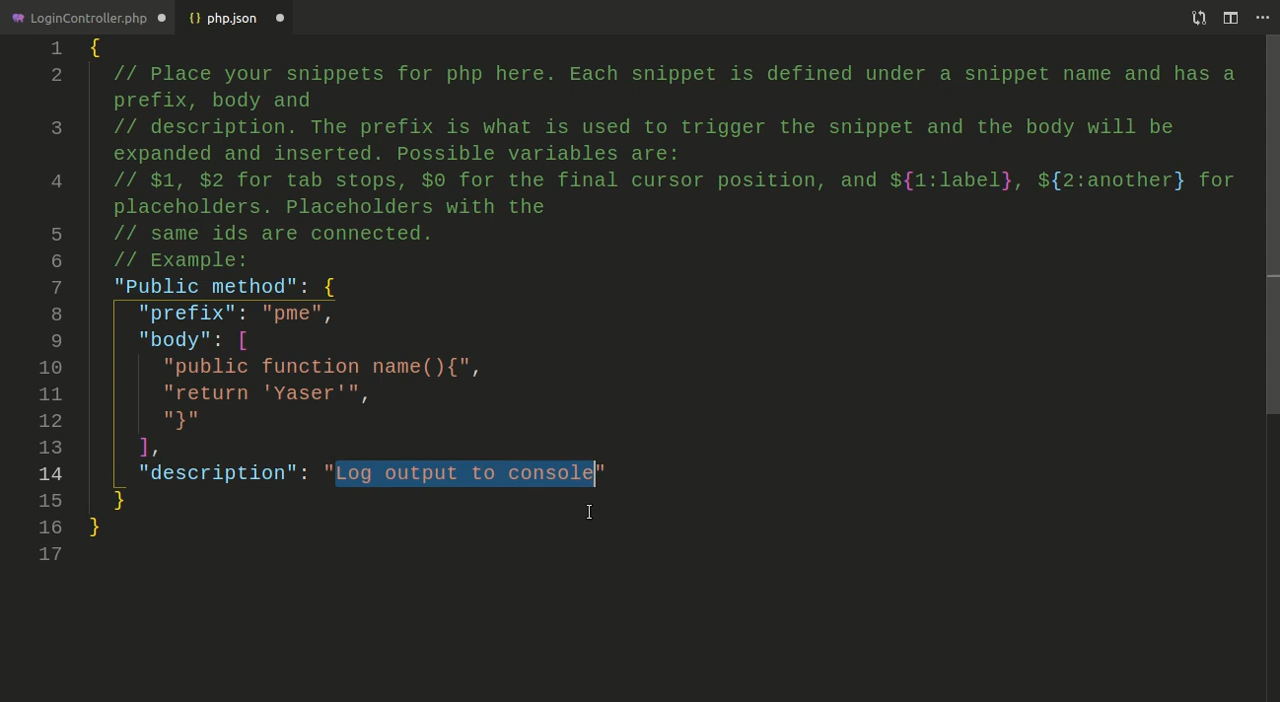 LoginController.php
{} php.json
1 {
2 // Place your snippets for php here. Each snippet is defined under a snippet name and has a
prefix, body and
3 // description. The prefix is what is used to trigger the snippet and the body will be
expanded and inserted. Possible variables are:
4 // $1, $2 for tab stops, $0 for the final cursor position, and ${1:label}, ${2:another} for
placeholders. Placeholders with the
5 // same ids are connected.
6 // Example:
7 "Public method": {
8 "prefix": "pme",
9 "body": [
10 "public function name(){",
11 "return 'Yaser'",
12 "}"
13 ],
14 "description": "Log output to console"
15 }
16 }
17